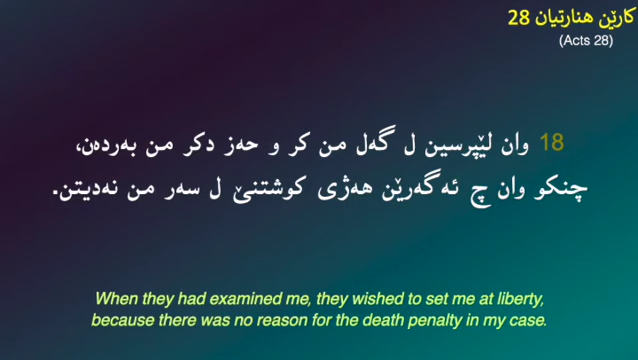 کارێن هنارتیان 28
(Acts 28)
18 وان لێپرسین ل گەل من کر و حەز دکر من بەردەن،
چنکو وان چ ئەگەرێن هەژی کوشتنێ ل سەر من نەدیتن.
When they had examined me, they wished to set me at liberty,
because there was no reason for the death penalty in my case.